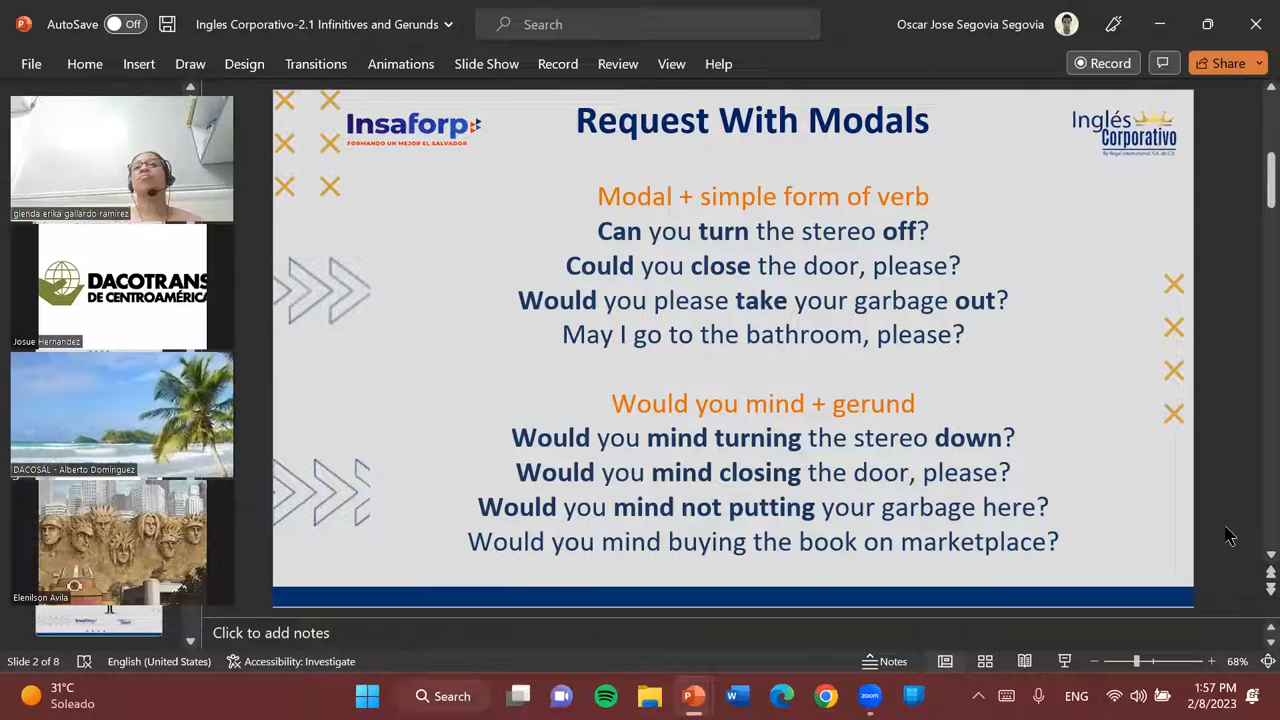 AutoSave Off
Ingles Corporativo-2.1 Infinitives and Gerunds
Search
Oscar Jose Segovia Segovia
File Home Insert Draw Design Transitions Animations Slide Show Record Review View Help
Record
Share
glenda erika gallardo ramirez
DACOTRANS
DE CENTROAMÉRICA
Josue Hernandez
DACOSAL - Alberto Dominguez
Elenilson Avila
Insaforp
FORMANDO UN MEJOR EL SALVADOR
Request With Modals
Inglés
Corporativo
By Regal International, S.A. de C.V.
Modal + simple form of verb
Can you turn the stereo off?
Could you close the door, please?
Would you please take your garbage out?
May I go to the bathroom, please?
Would you mind + gerund
Would you mind turning the stereo down?
Would you mind closing the door, please?
Would you mind not putting your garbage here?
Would you mind buying the book on marketplace?
Click to add notes
Slide 2 of 8
English (United States)
Accessibility: Investigate
Notes
68%
31°C
Soleado
Search
zoom
ENG
1:57 PM
2/8/2023